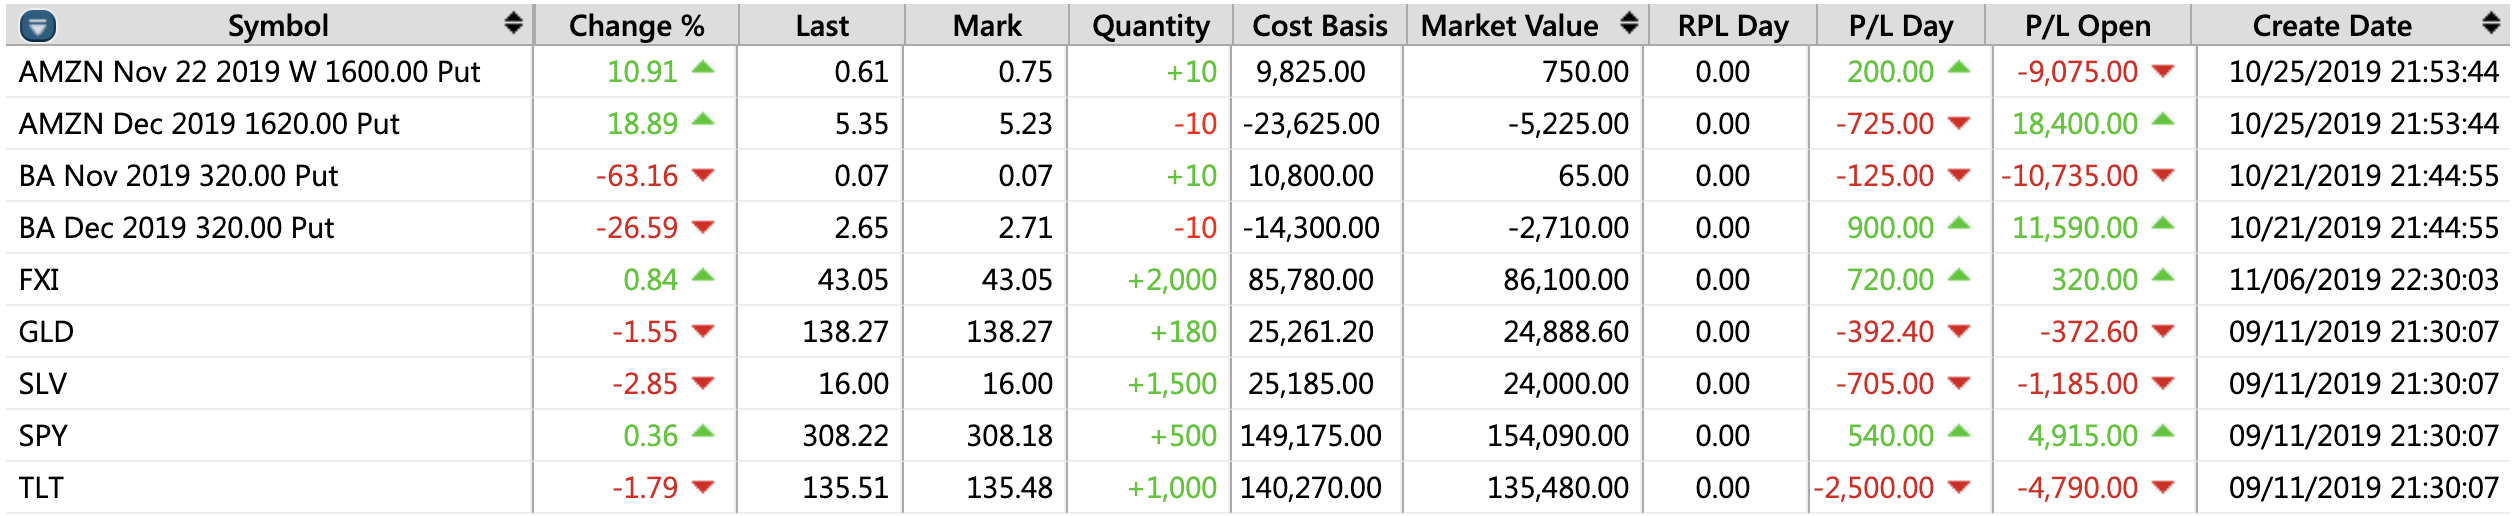 Symbol Change % Last Mark Quantity Cost Basis Market Value RPL Day P/L Day P/L Open Create Date
AMZN Nov 22 2019 W 1600.00 Put 10.91 0.61 0.75 +10 9,825.00 750.00 0.00 200.00 -9,075.00 10/25/2019 21:53:44
AMZN Dec 2019 1620.00 Put 18.89 5.35 5.23 -10 -23,625.00 -5,225.00 0.00 -725.00 18,400.00 10/25/2019 21:53:44
BA Nov 2019 320.00 Put -63.16 0.07 0.07 +10 10,800.00 65.00 0.00 -125.00 -10,735.00 10/21/2019 21:44:55
BA Dec 2019 320.00 Put -26.59 2.65 2.71 -10 -14,300.00 -2,710.00 0.00 900.00 11,590.00 10/21/2019 21:44:55
FXI 0.84 43.05 43.05 +2,000 85,780.00 86,100.00 0.00 720.00 320.00 11/06/2019 22:30:03
GLD -1.55 138.27 138.27 +180 25,261.20 24,888.60 0.00 -392.40 -372.60 09/11/2019 21:30:07
SLV -2.85 16.00 16.00 +1,500 25,185.00 24,000.00 0.00 -705.00 -1,185.00 09/11/2019 21:30:07
SPY 0.36 308.22 308.18 +500 149,175.00 154,090.00 0.00 540.00 4,915.00 09/11/2019 21:30:07
TLT -1.79 135.51 135.48 +1,000 140,270.00 135,480.00 0.00 -2,500.00 -4,790.00 09/11/2019 21:30:07